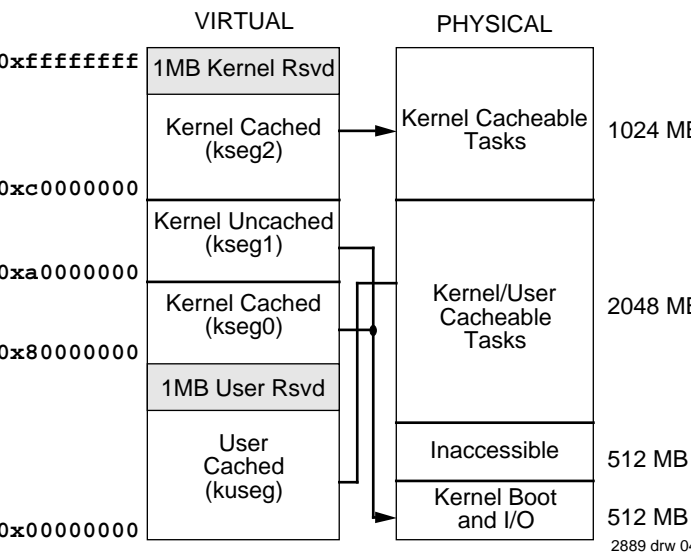 VIRTUAL
PHYSICAL
0xffffffff
1MB Kernel Rsvd
Kernel Cached
(kseg2)
Kernel Cacheable
Tasks
1024 MB
0xc0000000
Kernel Uncached
(kseg1)
0xa0000000
Kernel Cached
(kseg0)
Kernel/User
Cacheable
Tasks
2048 MB
0x80000000
1MB User Rsvd
User
Cached
(kuseg)
Inaccessible
512 MB
Kernel Boot
and I/O
512 MB
0x00000000
2889 drw 04